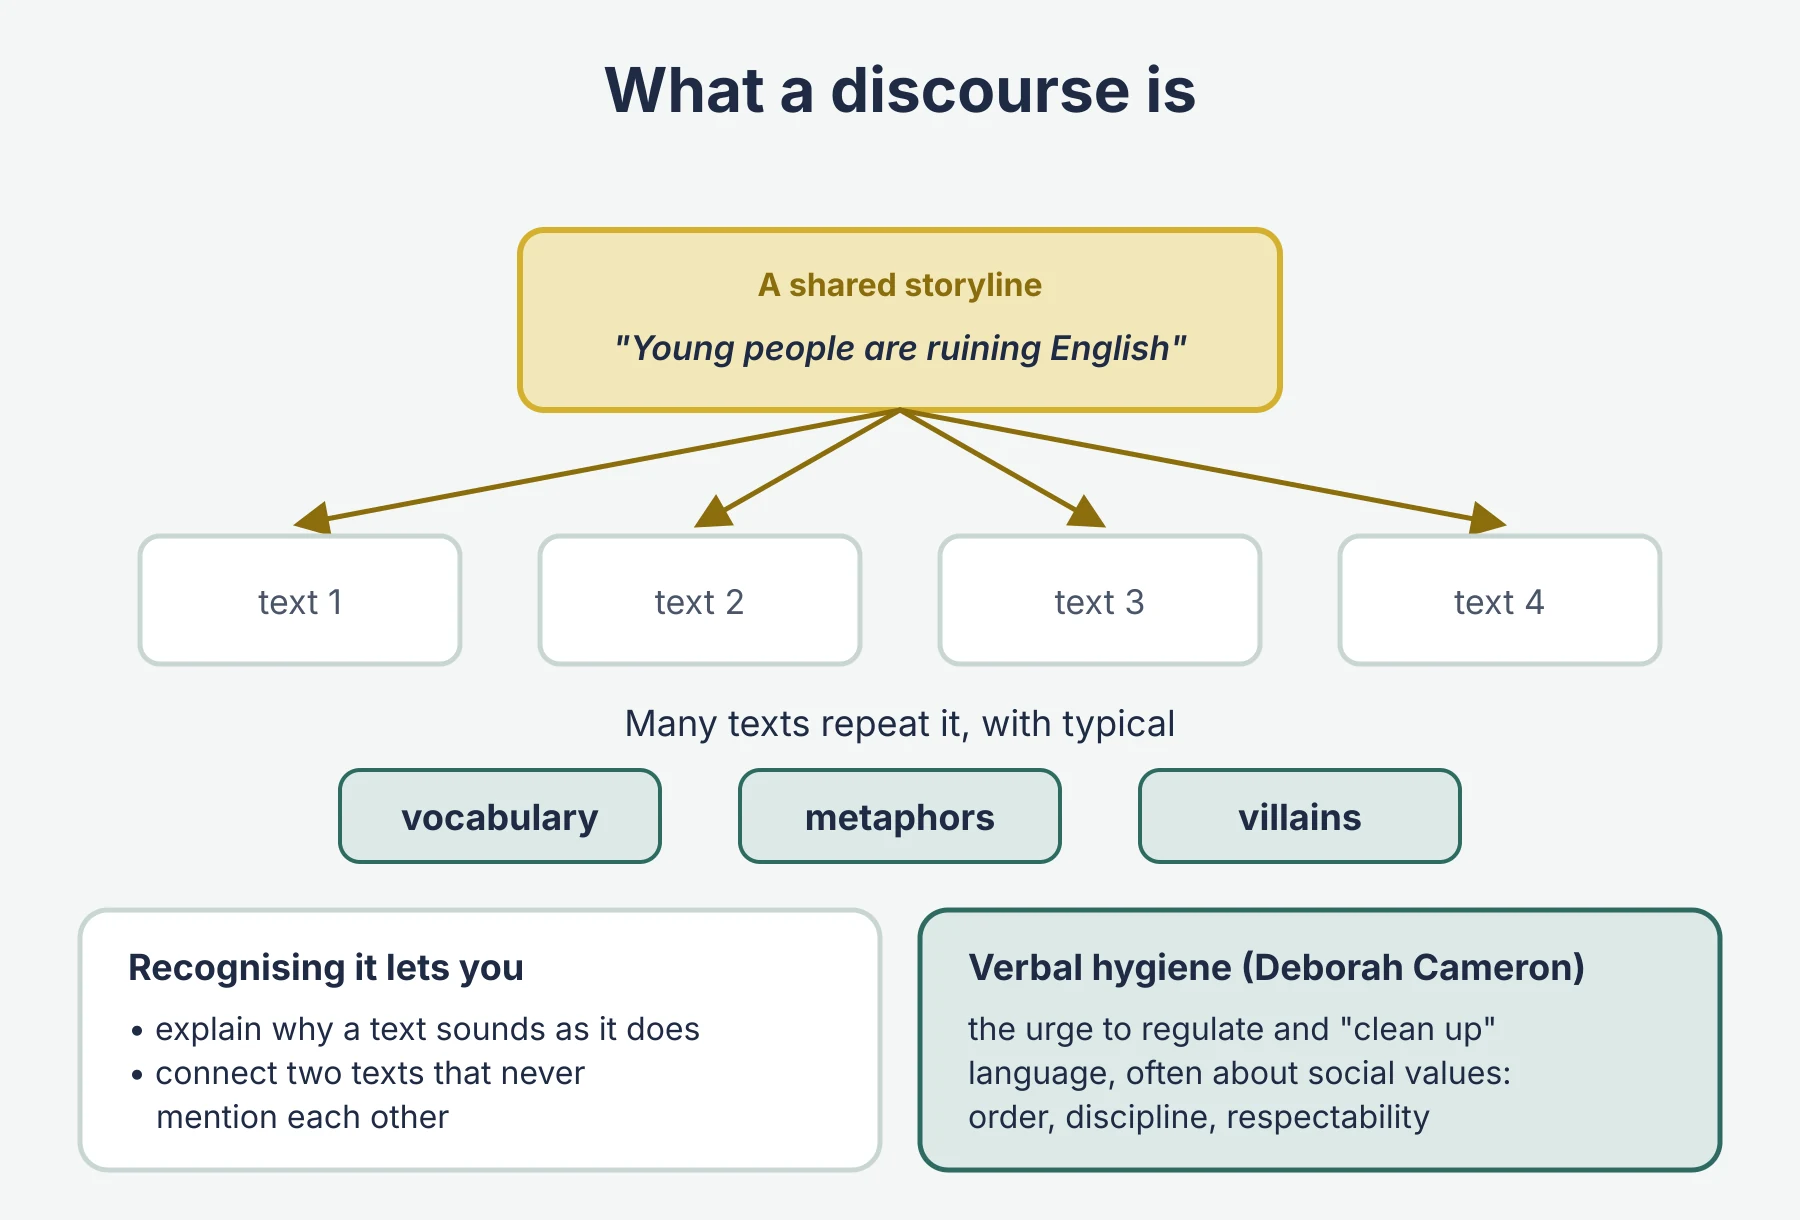 What a discourse is
A shared storyline
"Young people are ruining English"
text 1
text 2
text 3
text 4
Many texts repeat it, with typical
vocabulary
metaphors
villains
Recognising it lets you
• explain why a text sounds as it does
• connect two texts that never
mention each other
Verbal hygiene (Deborah Cameron)
the urge to regulate and "clean up"
language, often about social values:
order, discipline, respectability